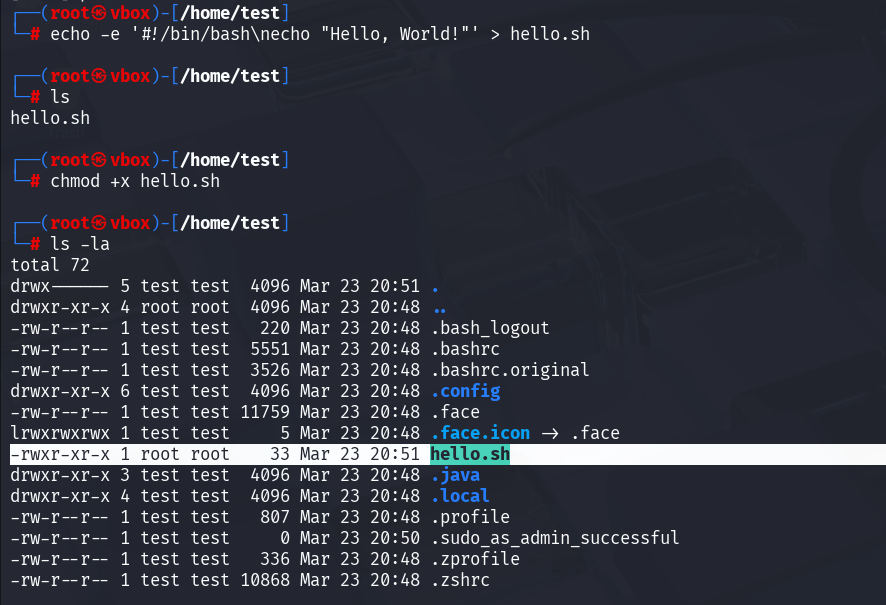 ┌──(root㉿vbox)-[/home/test]
└─# echo -e '#!/bin/bash\necho "Hello, World!"' > hello.sh
┌──(root㉿vbox)-[/home/test]
└─# ls
hello.sh
┌──(root㉿vbox)-[/home/test]
└─# chmod +x hello.sh
┌──(root㉿vbox)-[/home/test]
└─# ls -la
total 72
drwx------ 5 test test  4096 Mar 23 20:51 .
drwxr-xr-x 4 root root  4096 Mar 23 20:48 ..
-rw-r--r-- 1 test test   220 Mar 23 20:48 .bash_logout
-rw-r--r-- 1 test test  5551 Mar 23 20:48 .bashrc
-rw-r--r-- 1 test test  3526 Mar 23 20:48 .bashrc.original
drwxr-xr-x 6 test test  4096 Mar 23 20:48 .config
-rw-r--r-- 1 test test 11759 Mar 23 20:48 .face
lrwxrwxrwx 1 test test     5 Mar 23 20:48 .face.icon -> .face
-rwxr-xr-x 1 root root    33 Mar 23 20:51 hello.sh
drwxr-xr-x 3 test test  4096 Mar 23 20:48 .java
drwxr-xr-x 4 test test  4096 Mar 23 20:48 .local
-rw-r--r-- 1 test test   807 Mar 23 20:48 .profile
-rw-r--r-- 1 test test     0 Mar 23 20:50 .sudo_as_admin_successful
-rw-r--r-- 1 test test   336 Mar 23 20:48 .zprofile
-rw-r--r-- 1 test test 10868 Mar 23 20:48 .zshrc